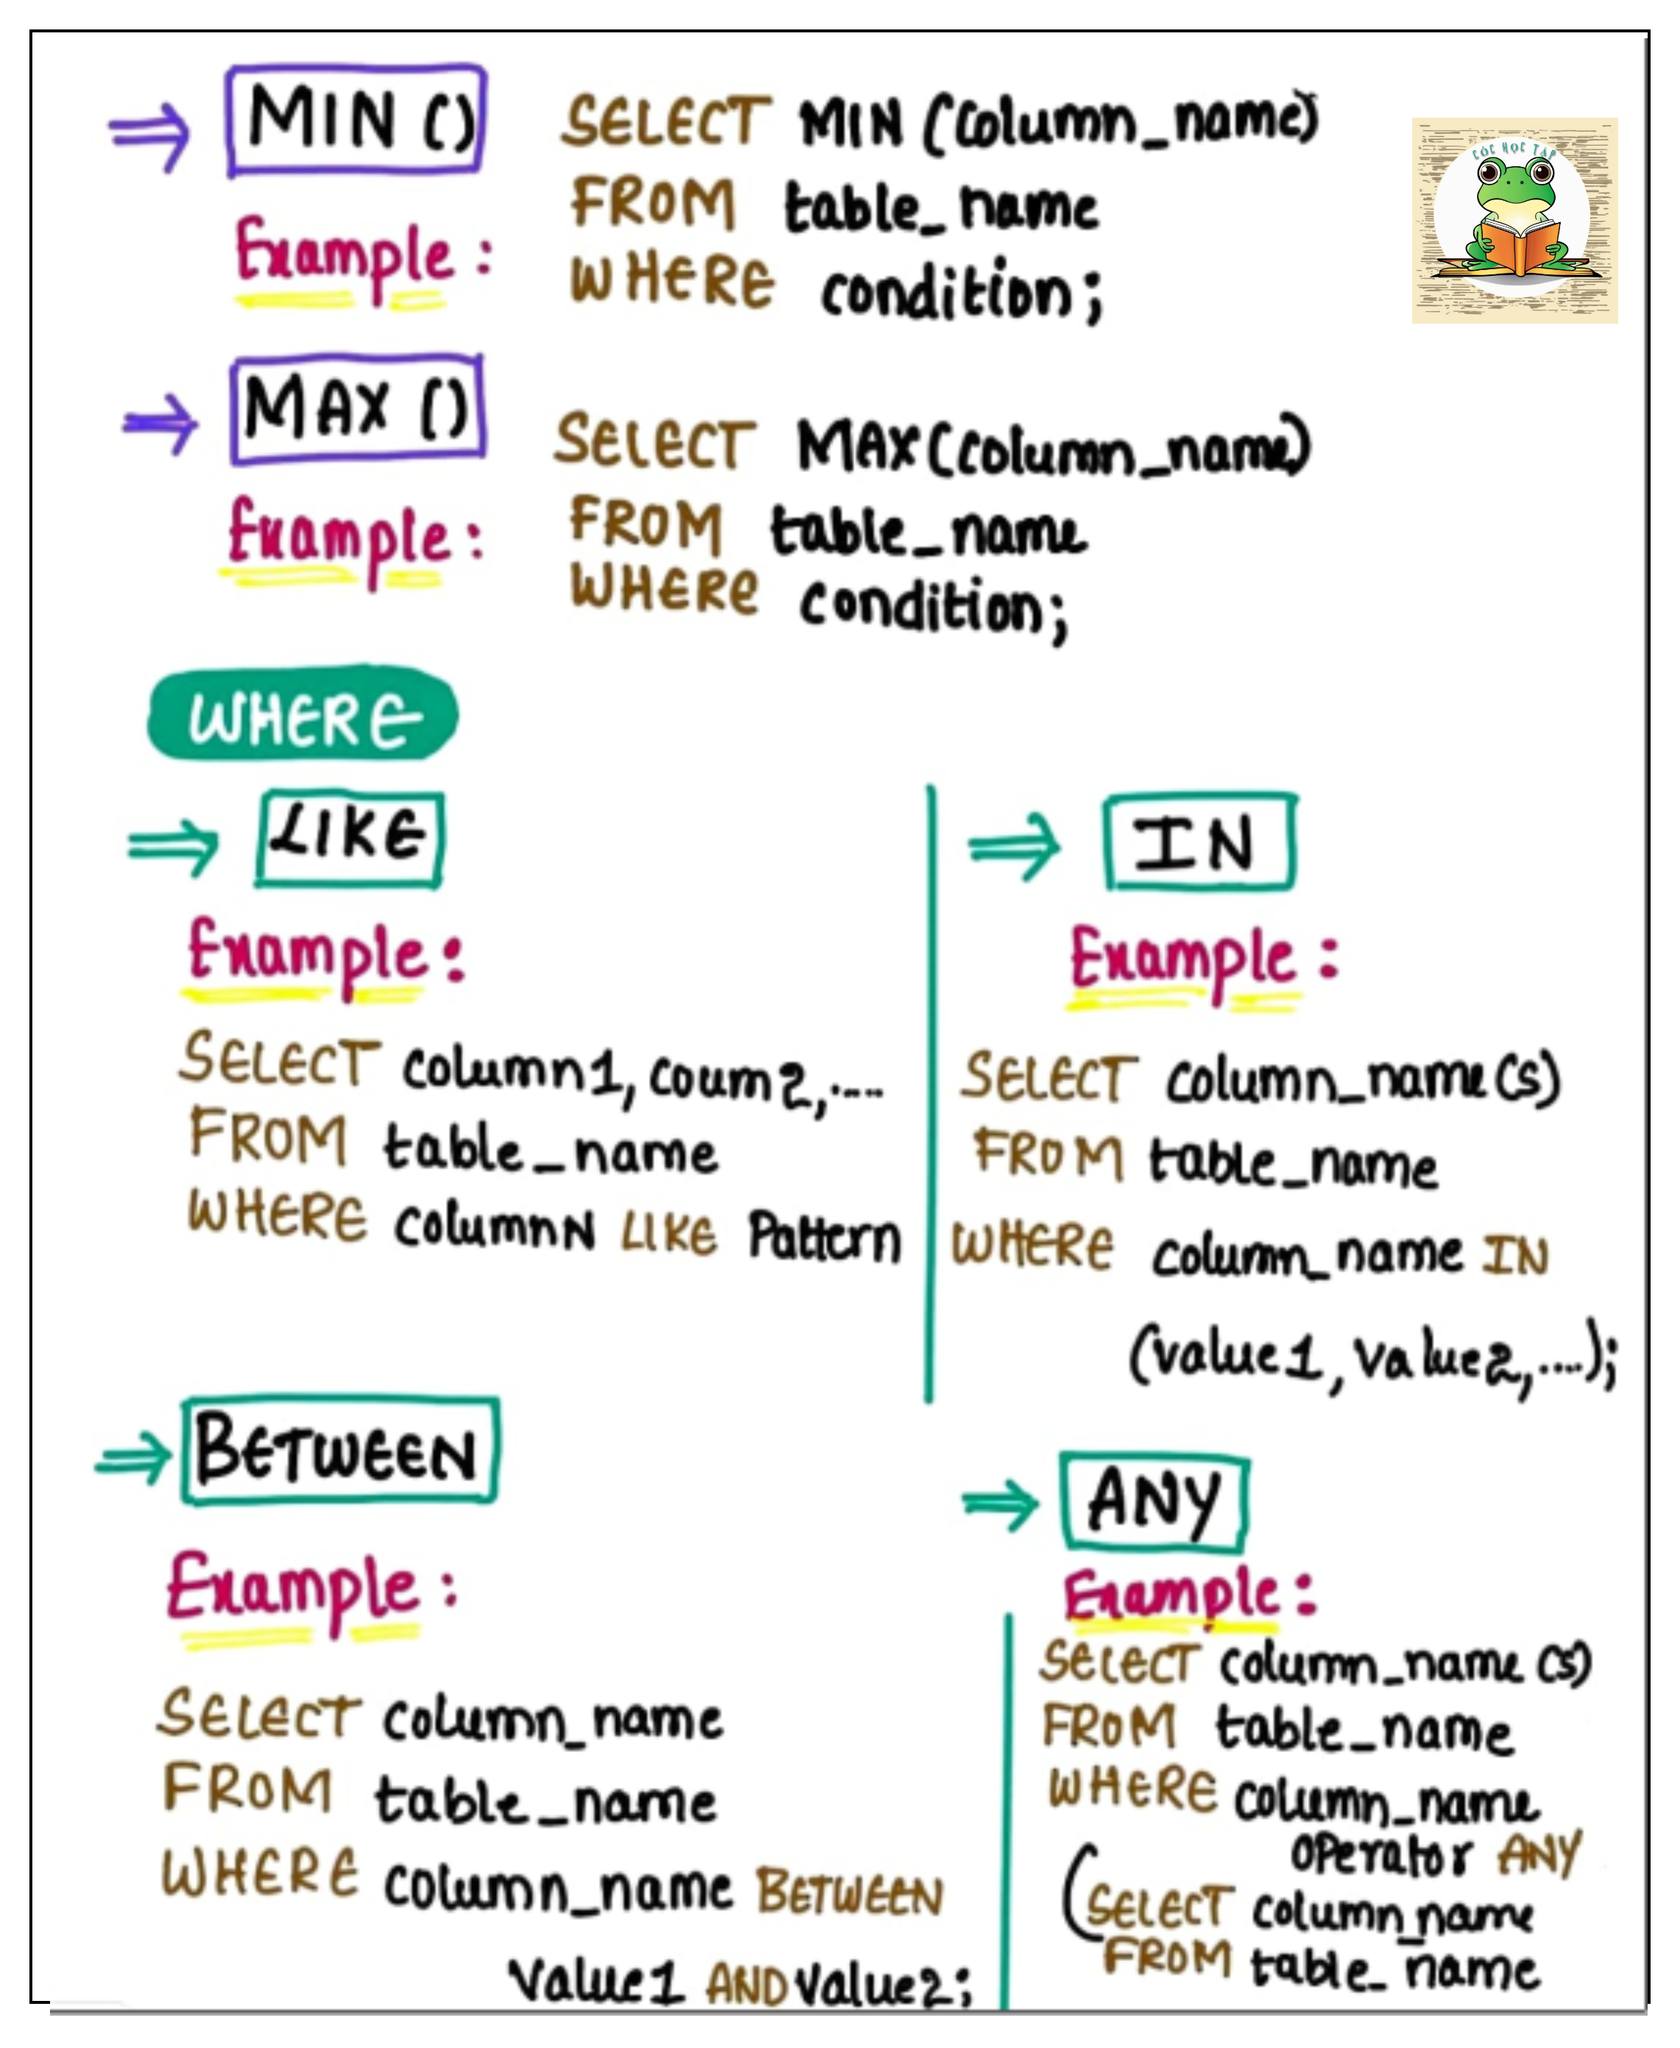 MIN ()
SELECT MIN (column_name)
FROM table_name
WHERE condition;
Example :
CÓC HỌC TẬP
MAX ()
SELECT MAX (column_name)
FROM table_name
WHERE condition;
Example :
WHERE
LIKE
Example :
SELECT column1, coum2, ....
FROM table_name
WHERE columnN LIKE Pattern
IN
Example :
SELECT column_name(s)
FROM table_name
WHERE column_name IN
(value1, value2, ....);
BETWEEN
Example :
SELECT column_name
FROM table_name
WHERE column_name BETWEEN
Value1 AND Value2;
ANY
Example :
SELECT column_name (s)
FROM table_name
WHERE column_name
operator ANY
(SELECT column_name
FROM table_name